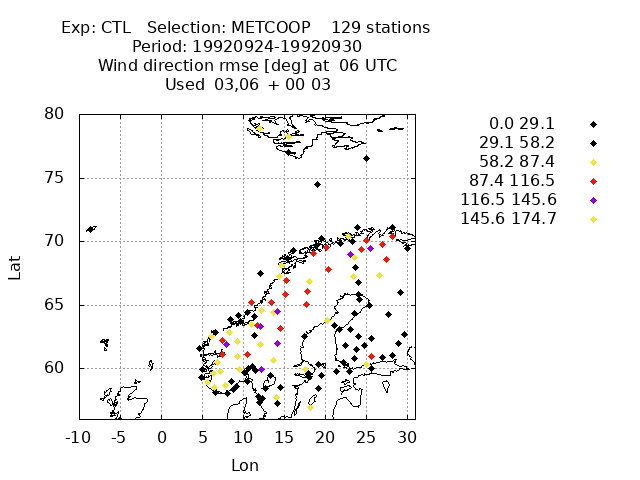 Exp: CTL   Selection: METCOOP    129 stations
Period: 19920924-19920930
Wind direction rmse [deg] at  06 UTC
Used  03,06  + 00 03
0.0 29.1
29.1 58.2
58.2 87.4
87.4 116.5
116.5 145.6
145.6 174.7
80
75
70
65
60
Lat
-10 -5 0 5 10 15 20 25 30
Lon